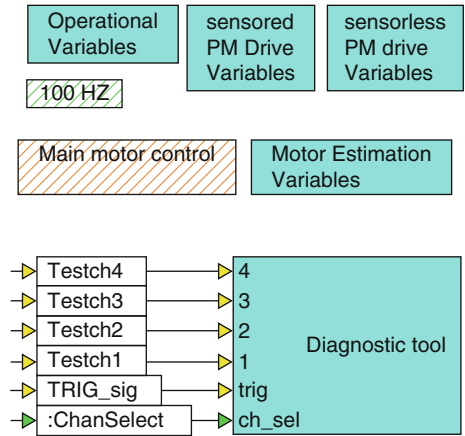 Operational
Variables
sensored
PM Drive
Variables
sensorless
PM drive
Variables
100 HZ
Main motor control
Motor Estimation
Variables
Testch4
4
Testch3
3
Testch2
2
Testch1
1
TRIG_sig
trig
:ChanSelect
ch_sel
Diagnostic tool